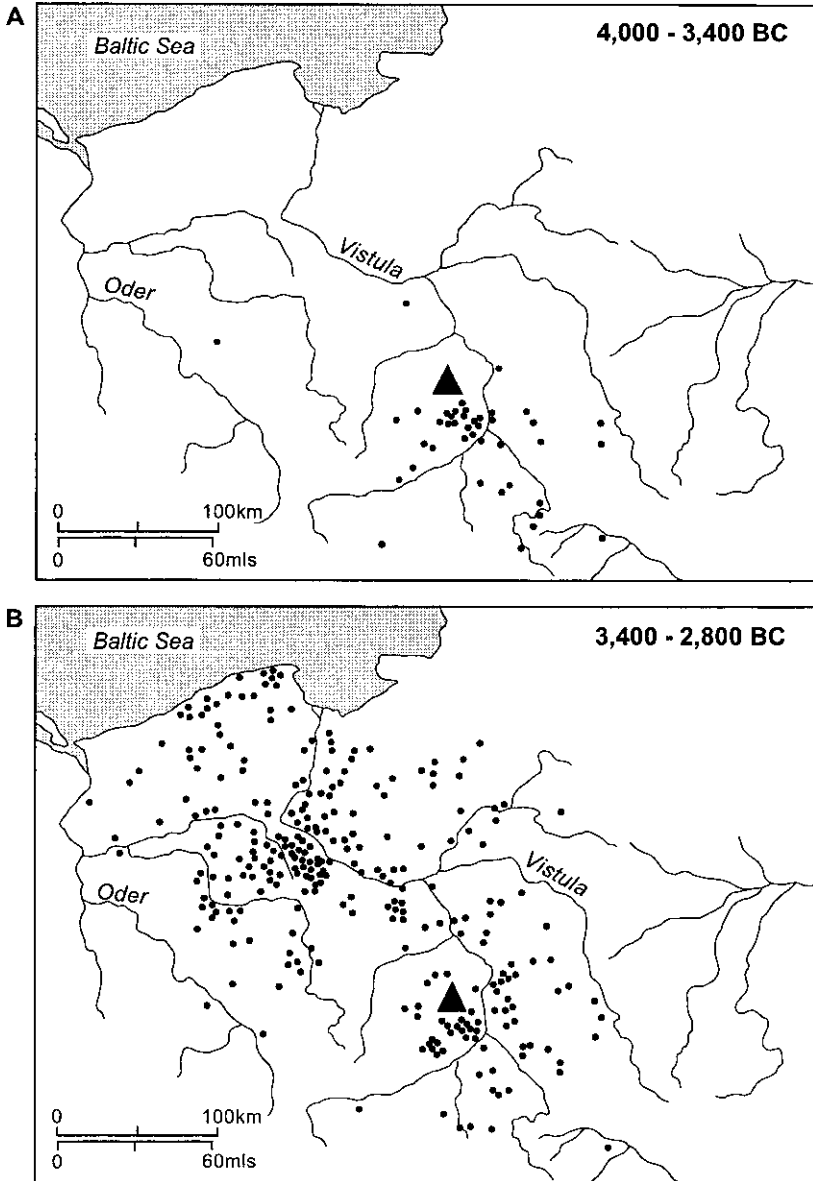 A
Baltic Sea
4,000 - 3,400 BC
Vistula
Oder
0 100km
0 60mls
B
Baltic Sea
3,400 - 2,800 BC
Vistula
Oder
0 100km
0 60mls